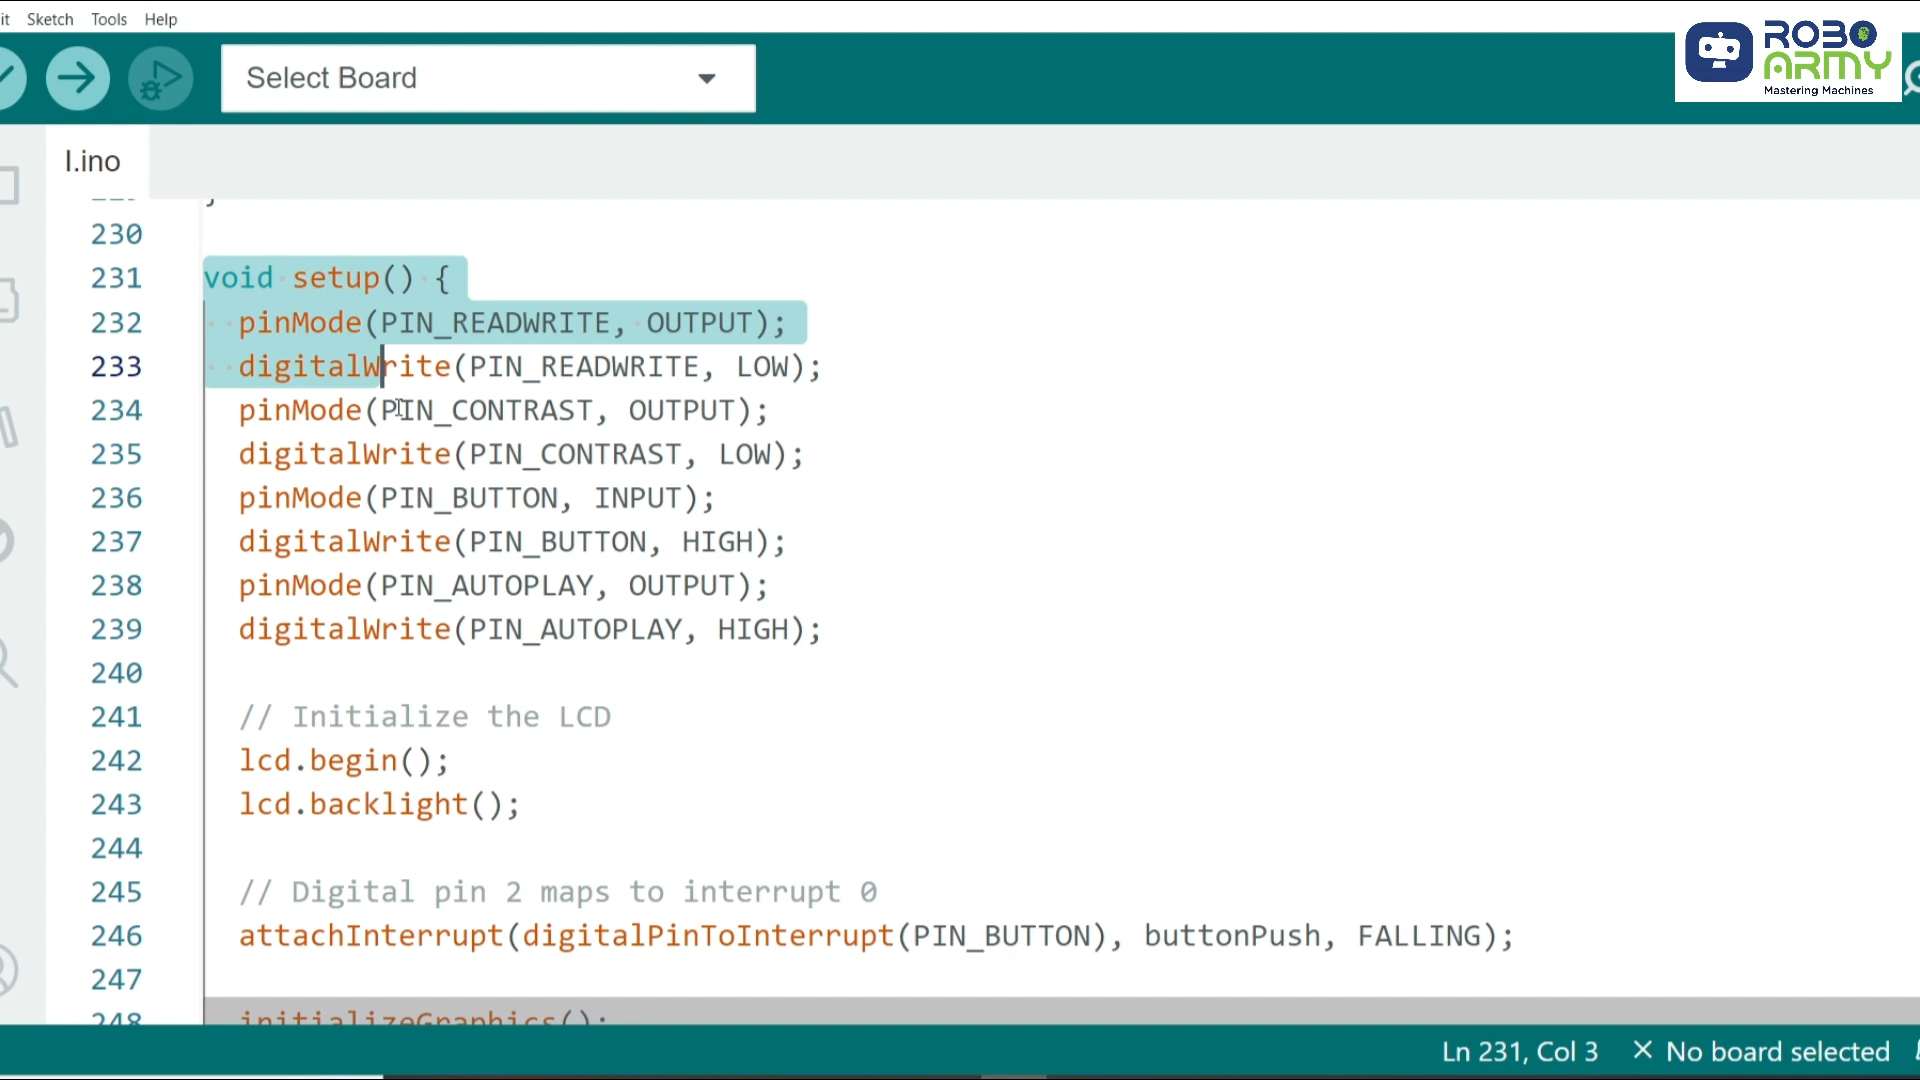 it Sketch Tools Help
Select Board
ROBO
ARMY
Mastering Machines
I.ino
230
231 void setup() {
232 pinMode(PIN_READWRITE, OUTPUT);
233 digitalWrite(PIN_READWRITE, LOW);
234 pinMode(PIN_CONTRAST, OUTPUT);
235 digitalWrite(PIN_CONTRAST, LOW);
236 pinMode(PIN_BUTTON, INPUT);
237 digitalWrite(PIN_BUTTON, HIGH);
238 pinMode(PIN_AUTOPLAY, OUTPUT);
239 digitalWrite(PIN_AUTOPLAY, HIGH);
240
241 // Initialize the LCD
242 lcd.begin();
243 lcd.backlight();
244
245 // Digital pin 2 maps to interrupt 0
246 attachInterrupt(digitalPinToInterrupt(PIN_BUTTON), buttonPush, FALLING);
247
248 initializeGraphics();
Ln 231, Col 3 × No board selected